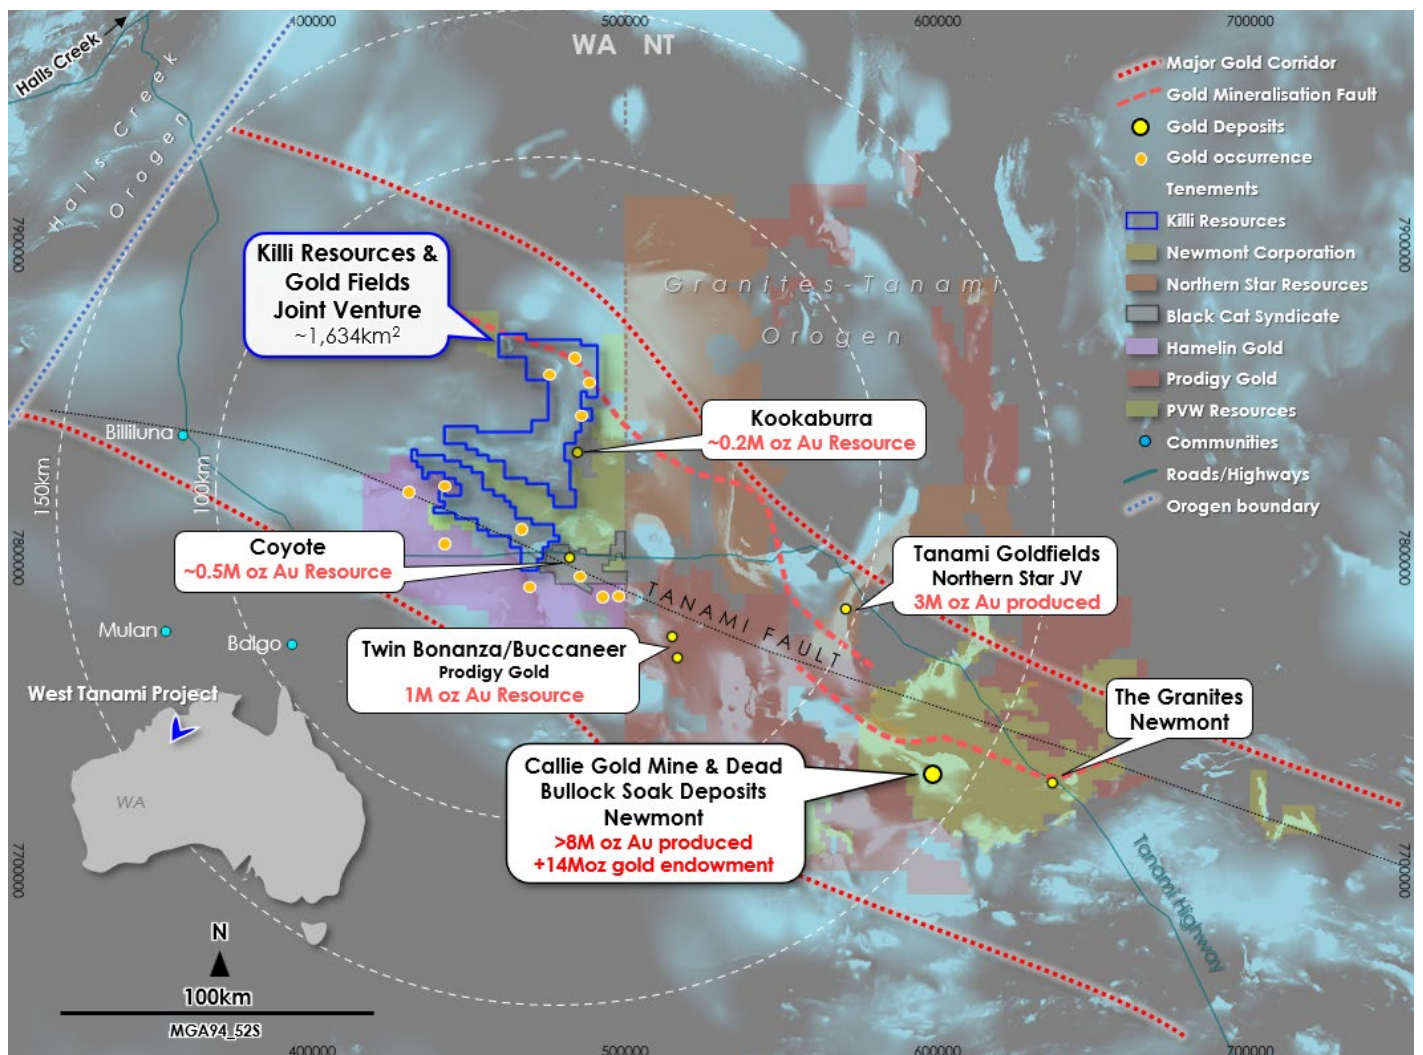 400000
500000
600000
700000
WA
NT
Halls Creek
Halls Creek
Orogen
Major Gold Corridor
Gold Mineralisation Fault
Gold Deposits
Gold occurrence
Tenements
Killi Resources
Newmont Corporation
Northern Star Resources
Black Cat Syndicate
Hamelin Gold
Prodigy Gold
PVW Resources
Communities
Roads/Highways
Orogen boundary
7900000
7900000
Killi Resources &
Gold Fields
Joint Venture
~1,634km²
Granites-Tanami
Orogen
Kookaburra
~0.2M oz Au Resource
Billiluna
150km
100km
7800000
7800000
Coyote
~0.5M oz Au Resource
Tanami Goldfields
Northern Star JV
3M oz Au produced
TANAMI FAULT
Mulan
Balgo
Twin Bonanza/Buccaneer
Prodigy Gold
1M oz Au Resource
West Tanami Project
WA
The Granites
Newmont
Callie Gold Mine & Dead
Bullock Soak Deposits
Newmont
>8M oz Au produced
+14Moz gold endowment
7700000
7700000
Tanami Highway
N
100km
MGA94_52S
400000
500000
600000
700000